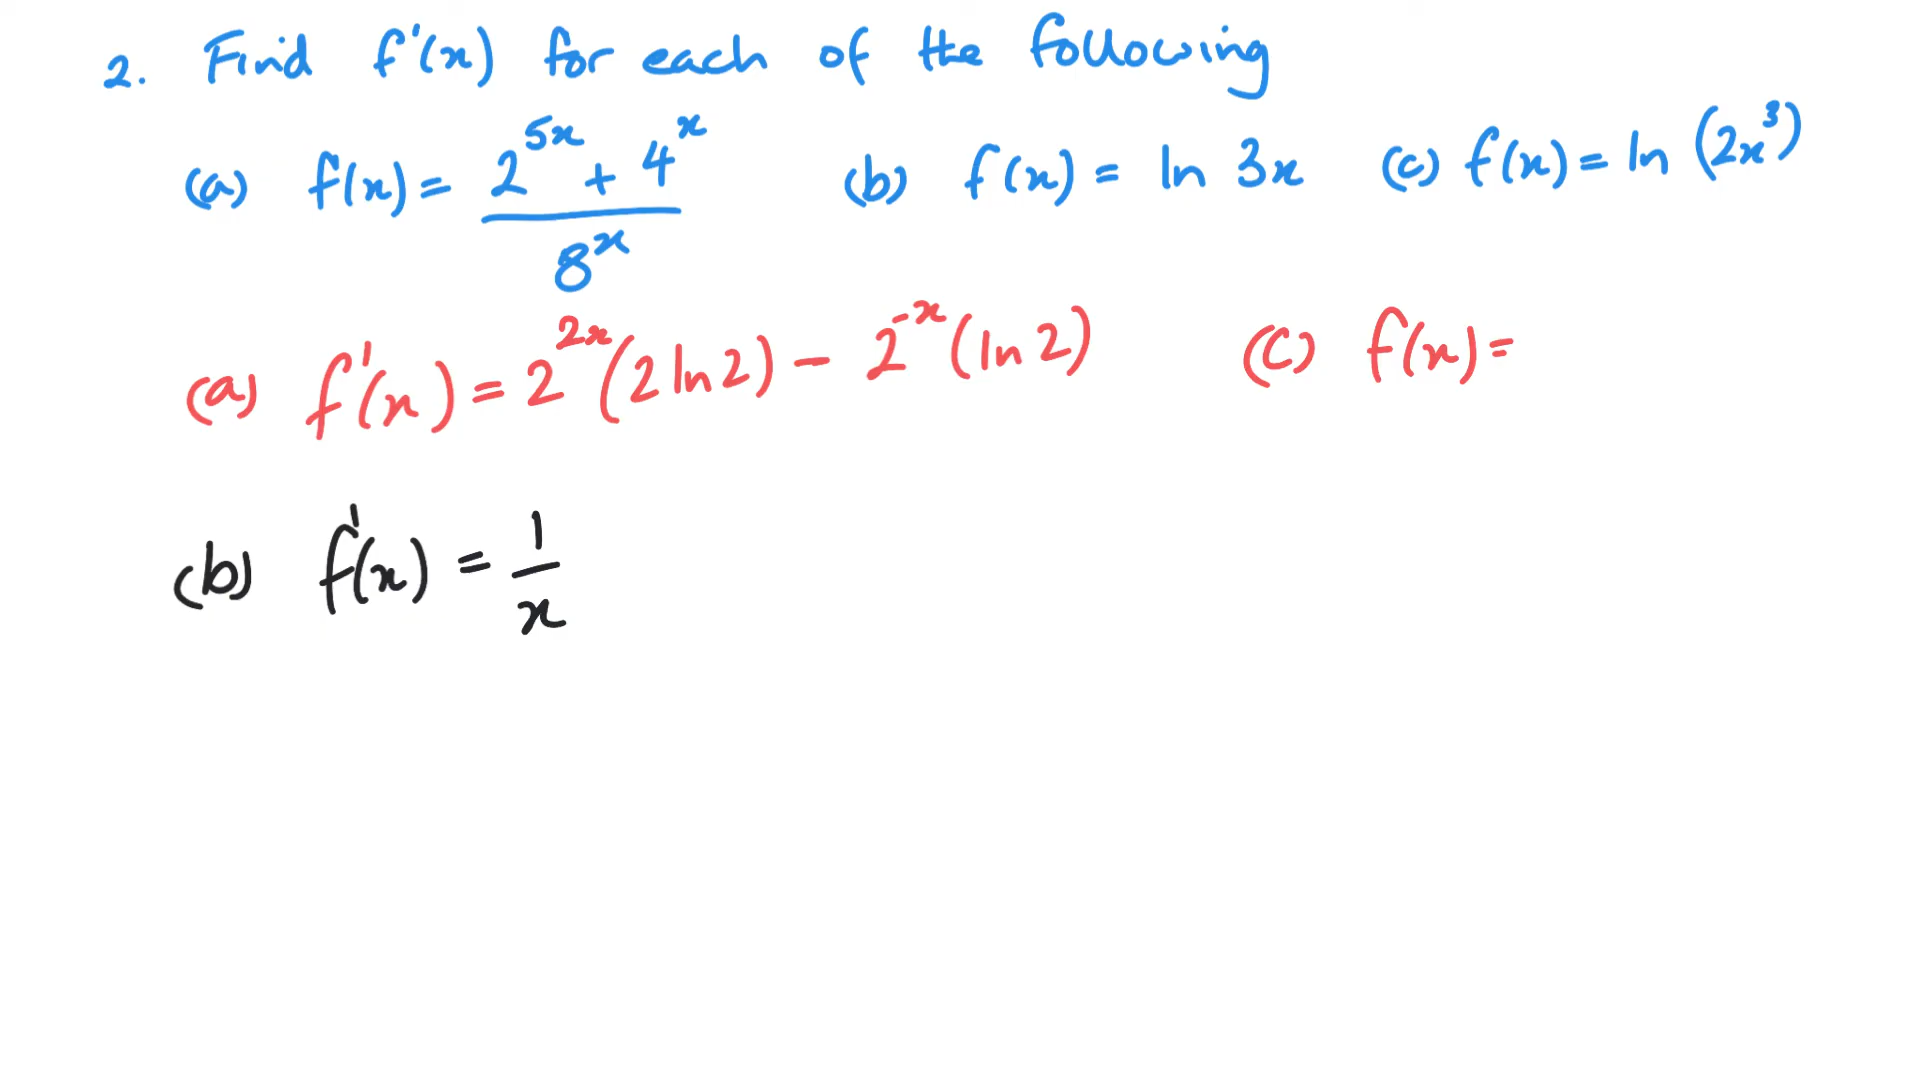 2. Find f'(x) for each of the following
(a) f(x) = (2^{5x} + 4^x)/8^x (b) f(x) = ln 3x (c) f(x) = ln (2x^3)
(a) f'(x) = 2^{2x}(2 ln 2) - 2^{-x}(ln 2) (C) f(x) =
(b) f'(x) = 1/x